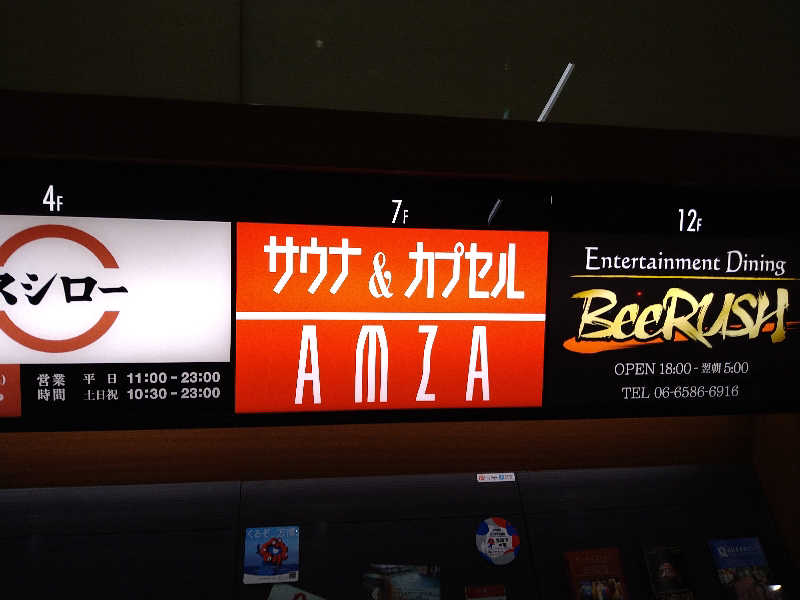 4F
スシロー
営業時間 平日 11:00-23:00
土日祝 10:30-23:00
7F
サウナ&カプセル
AMZA
12F
Entertainment Dining
BeeRUSH
OPEN 18:00-翌朝5:00
TEL 06-6586-6916